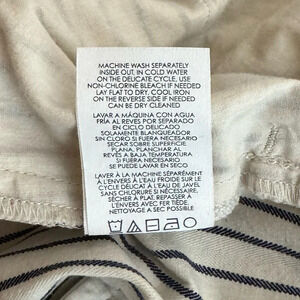 MACHINE WASH SEPARATELY
INSIDE OUT, IN COLD WATER
ON THE DELICATE CYCLE, USE
NON-CHLORINE BLEACH IF NEEDED
LAY FLAT TO DRY, COOL IRON
ON THE REVERSE SIDE IF NEEDED
CAN BE DRY CLEANED
LAVAR A MÁQUINA CON AGUA
FRÍA AL REVES POR SEPARADO
EN CICLO DELICADO
SOLAMENTE BLANQUEADOR
SIN CLORO SI FUERA NECESARIO
SECAR SOBRE SUPERFICIE
PLANA, PLANCHAR AL
REVES A BAJA TEMPERATURA
SI FUERA NECESARIO
SE PUEDE LAVAR EN SECO
LAVER À LA MACHINE SÉPARÉMENT
À L'ENVERS À L'EAU FROIDE SUR LE
CYCLE DÉLICAT À L'EAU DE JAVEL
SANS CHLORE SI NÉCESSAIRE
SÉCHER À PLAT, REPASSER À
L'ENVERS AVEC FER TIÈDE.
NETTOYAGE A SEC POSSIBLE